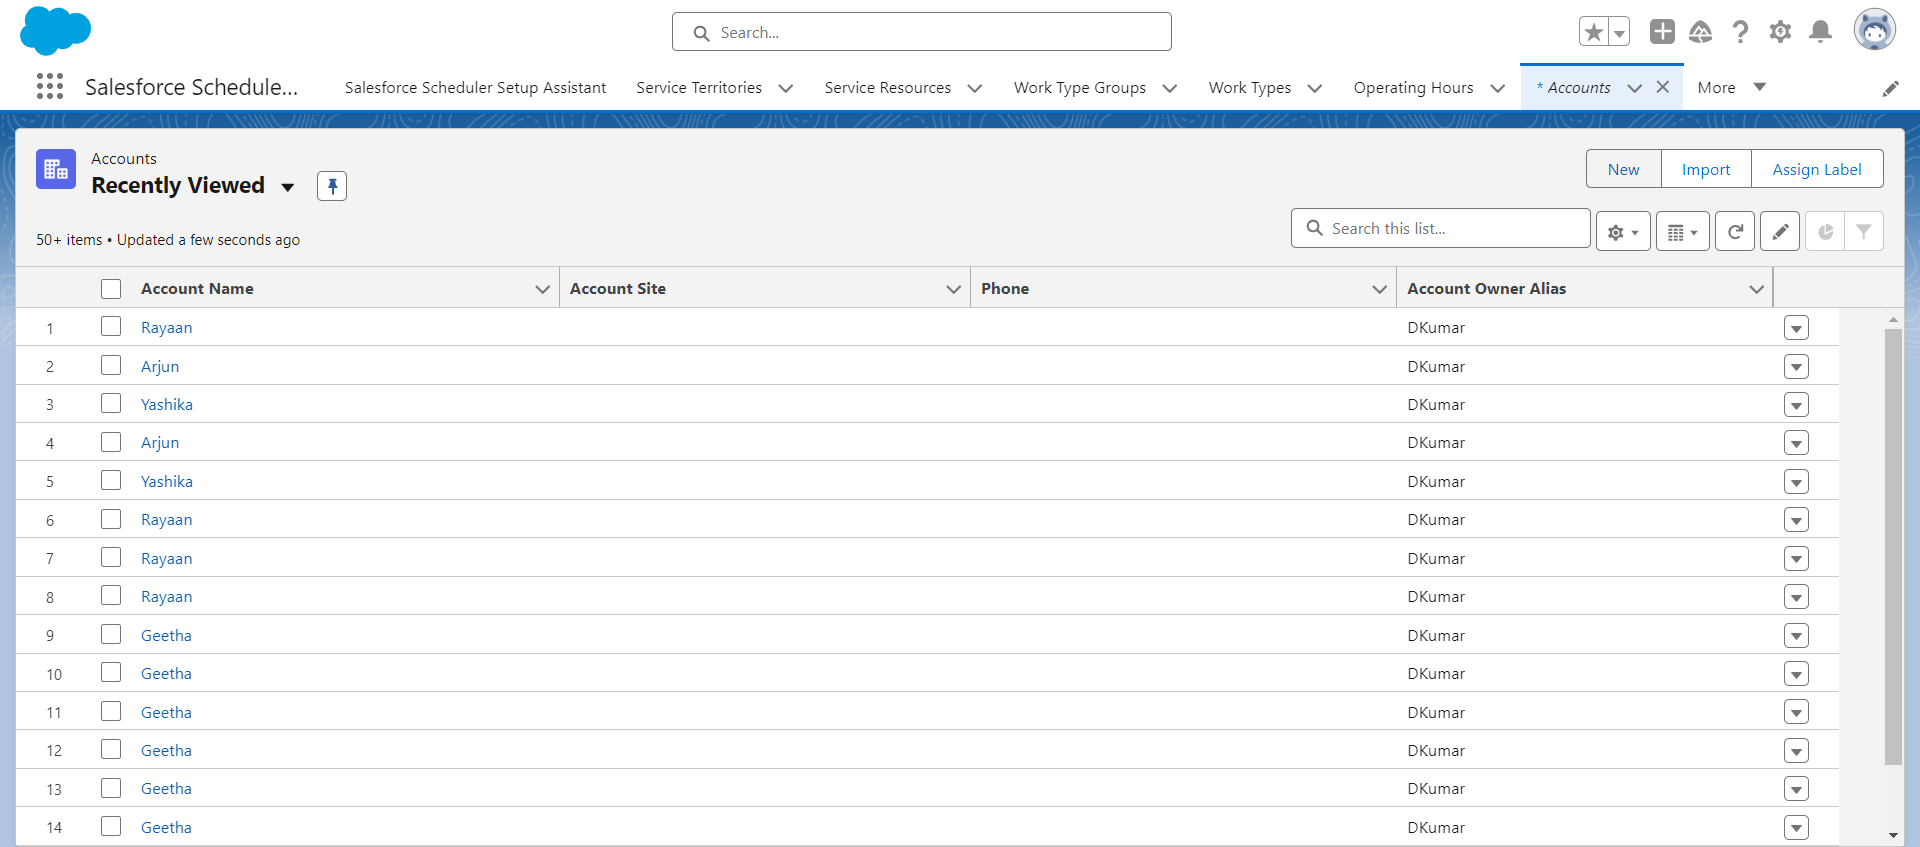 Search...
Salesforce Schedule...
Salesforce Scheduler Setup Assistant
Service Territories
Service Resources
Work Type Groups
Work Types
Operating Hours
* Accounts
More
Accounts
Recently Viewed
New
Import
Assign Label
50+ items • Updated a few seconds ago
Search this list...
Account Name Account Site Phone Account Owner Alias
1 Rayaan DKumar
2 Arjun DKumar
3 Yashika DKumar
4 Arjun DKumar
5 Yashika DKumar
6 Rayaan DKumar
7 Rayaan DKumar
8 Rayaan DKumar
9 Geetha DKumar
10 Geetha DKumar
11 Geetha DKumar
12 Geetha DKumar
13 Geetha DKumar
14 Geetha DKumar